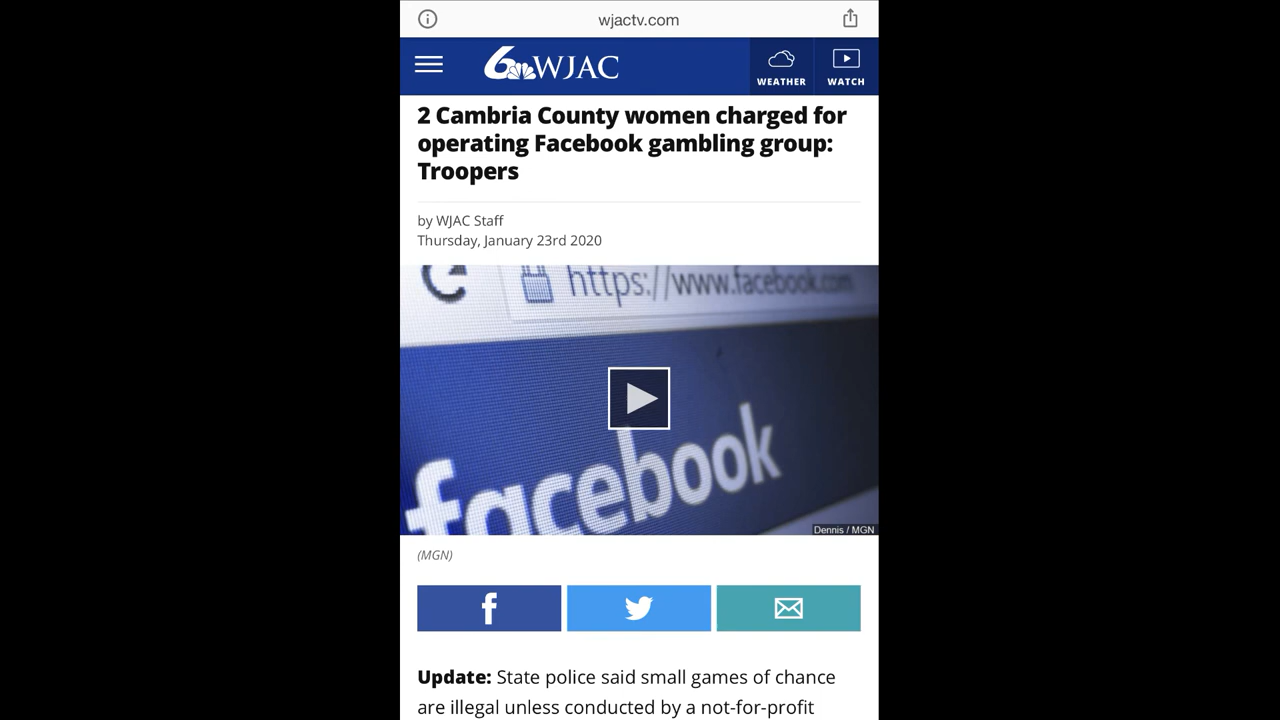 wjactv.com
6 WJAC
WEATHER
WATCH
2 Cambria County women charged for
operating Facebook gambling group:
Troopers
by WJAC Staff
Thursday, January 23rd 2020
https://www.facebook.com
facebook
Dennis / MGN
(MGN)
Update: State police said small games of chance
are illegal unless conducted by a not-for-profit